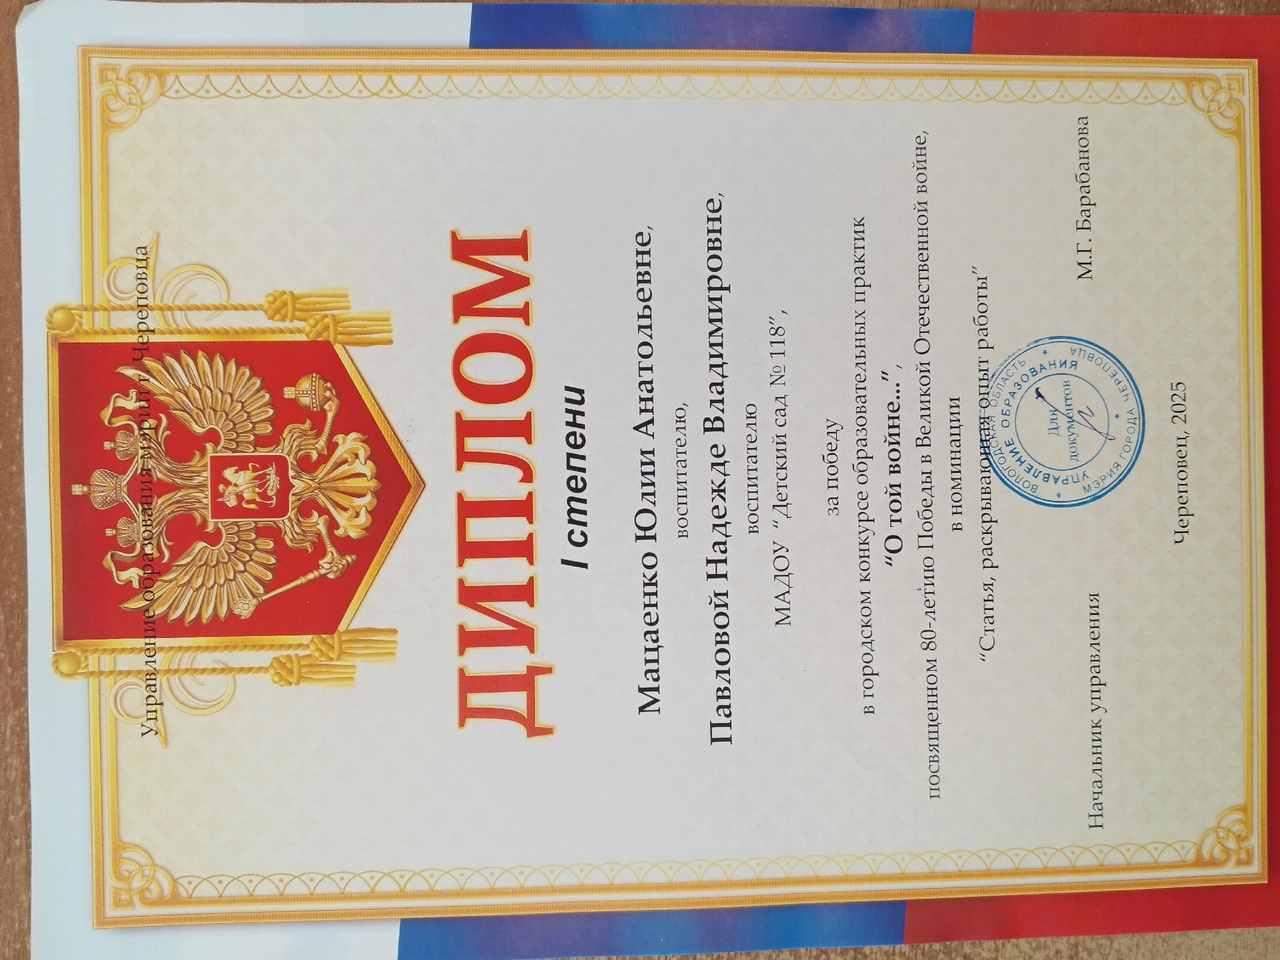 Управление образования мэрии г. Череповца
ДИПЛОМ
I степени
Мацаенко Юлии Анатольевне,
воспитателю,
Павловой Надежде Владимировне,
воспитателю
МАДОУ “Детский сад № 118”,
за победу
в городском конкурсе образовательных практик
“О той войне...”,
посвященном 80-летию Победы в Великой Отечественной войне,
в номинации
“Статья, раскрывающая опыт работы”
ВОЛОГОДСКАЯ ОБЛАСТЬ * МЭРИЯ ГОРОДА ЧЕРЕПОВЦА *
УПРАВЛЕНИЕ ОБРАЗОВАНИЯ
Для
документов
Начальник управления М.Г. Барабанова
Череповец, 2025